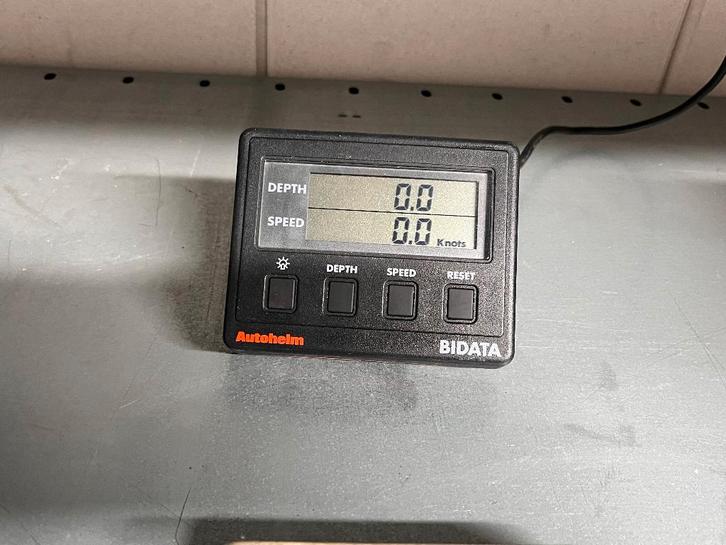 DEPTH 0.0
SPEED 0.0 Knots
DEPTH SPEED RESET
Autohelm BIDATA